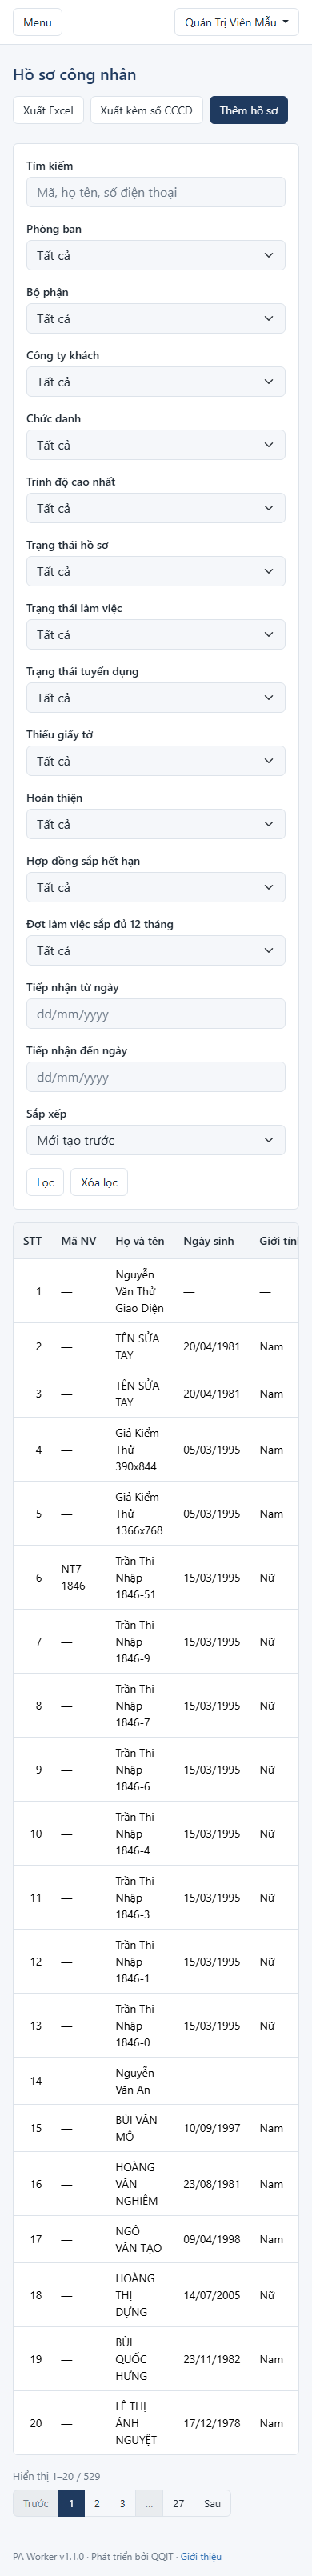 Menu
Quản Trị Viên Mẫu
Hồ sơ công nhân
Xuất Excel
Xuất kèm số CCCD
Thêm hồ sơ
Tìm kiếm
Mã, họ tên, số điện thoại
Phòng ban
Tất cả
Bộ phận
Tất cả
Công ty khách
Tất cả
Chức danh
Tất cả
Trình độ cao nhất
Tất cả
Trạng thái hồ sơ
Tất cả
Trạng thái làm việc
Tất cả
Trạng thái tuyển dụng
Tất cả
Thiếu giấy tờ
Tất cả
Hoàn thiện
Tất cả
Hợp đồng sắp hết hạn
Tất cả
Đợt làm việc sắp đủ 12 tháng
Tất cả
Tiếp nhận từ ngày
dd/mm/yyyy
Tiếp nhận đến ngày
dd/mm/yyyy
Sắp xếp
Mới tạo trước
Lọc
Xóa lọc
STT Mã NV Họ và tên Ngày sinh Giới tính
1 — Nguyễn Văn Thử Giao Diện — —
2 — TÊN SỬA TAY 20/04/1981 Nam
3 — TÊN SỬA TAY 20/04/1981 Nam
4 — Giả Kiểm Thử 390x844 05/03/1995 Nam
5 — Giả Kiểm Thử 1366x768 05/03/1995 Nam
6 NT7-1846 Trần Thị Nhập 1846-51 15/03/1995 Nữ
7 — Trần Thị Nhập 1846-9 15/03/1995 Nữ
8 — Trần Thị Nhập 1846-7 15/03/1995 Nữ
9 — Trần Thị Nhập 1846-6 15/03/1995 Nữ
10 — Trần Thị Nhập 1846-4 15/03/1995 Nữ
11 — Trần Thị Nhập 1846-3 15/03/1995 Nữ
12 — Trần Thị Nhập 1846-1 15/03/1995 Nữ
13 — Trần Thị Nhập 1846-0 15/03/1995 Nữ
14 — Nguyễn Văn An — —
15 — BÙI VĂN MÔ 10/09/1997 Nam
16 — HOÀNG VĂN NGHIỆM 23/08/1981 Nam
17 — NGÔ VĂN TẠO 09/04/1998 Nam
18 — HOÀNG THỊ DỰNG 14/07/2005 Nữ
19 — BÙI QUỐC HƯNG 23/11/1982 Nam
20 — LÊ THỊ ÁNH NGUYỆT 17/12/1978 Nam
Hiển thị 1–20 / 529
Trước 1 2 3 … 27 Sau
PA Worker v1.1.0 · Phát triển bởi QQIT · Giới thiệu